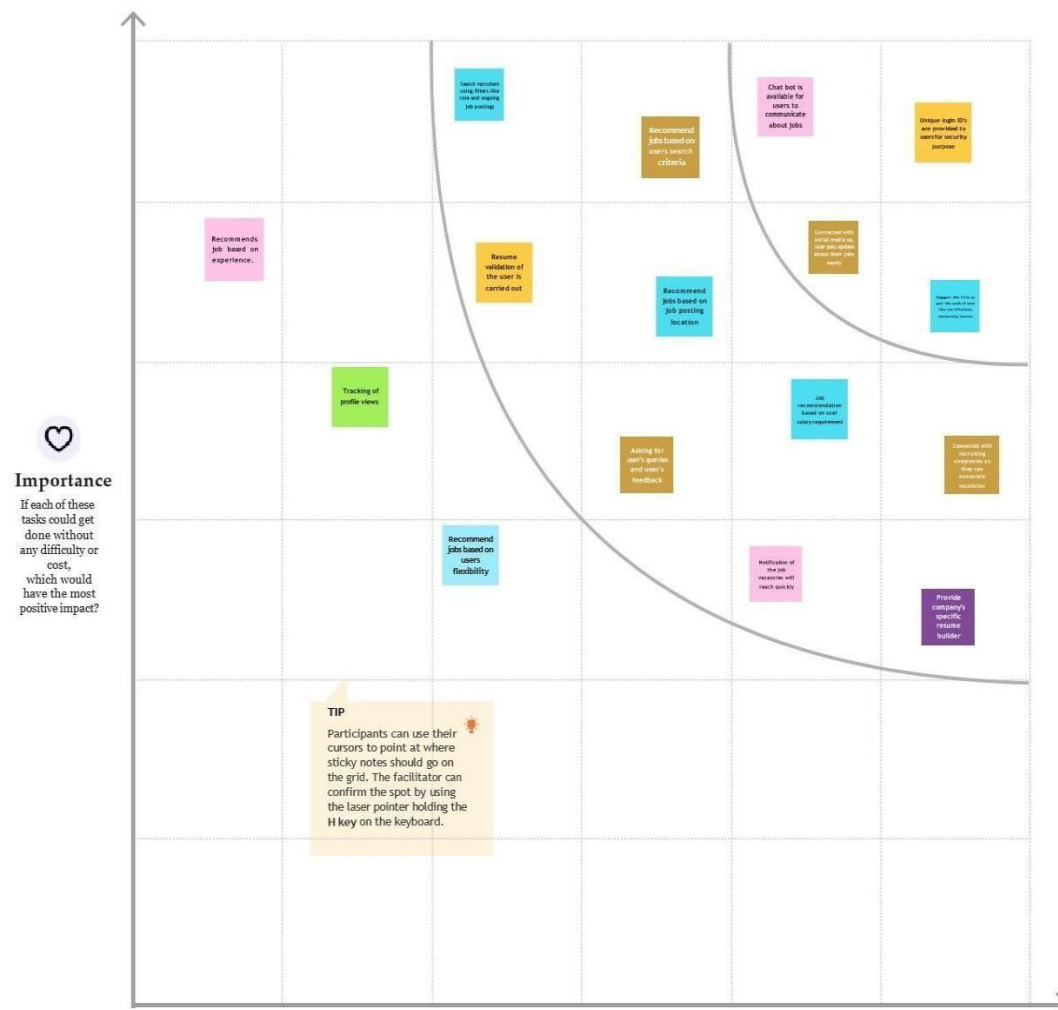 Search recruiters
using filters like
role and ongoing
job postings
Chat bot is
available for
users to
communicate
about jobs
Unique login ID's
are provided to
users for security
purpose
Recommend
jobs based on
users search
criteria
Recommends
job based on
experience.
Connected with
social media so,
user gets update
about their jobs
easily
Resume
validation of
the user is
carried out
Recommend
jobs based on
job posting
location
Suggest the
user
Tracking of
profile views
Job
recommendation
based on user
salary requirement
Asking for
user's queries
and user's
feedback
Connected with
recruiting
companies so
they can
announce
vacancies
Importance
If each of these
tasks could get
done without
any difficulty or
cost,
which would
have the most
positive impact?
Recommend
jobs based on
users
flexibility
Notification of
the job
vacancies will
reach quickly
Provide
company's
specific
resume
builder
TIP
Participants can use their
cursors to point at where
sticky notes should go on
the grid. The facilitator can
confirm the spot by using
the laser pointer holding the
H key on the keyboard.